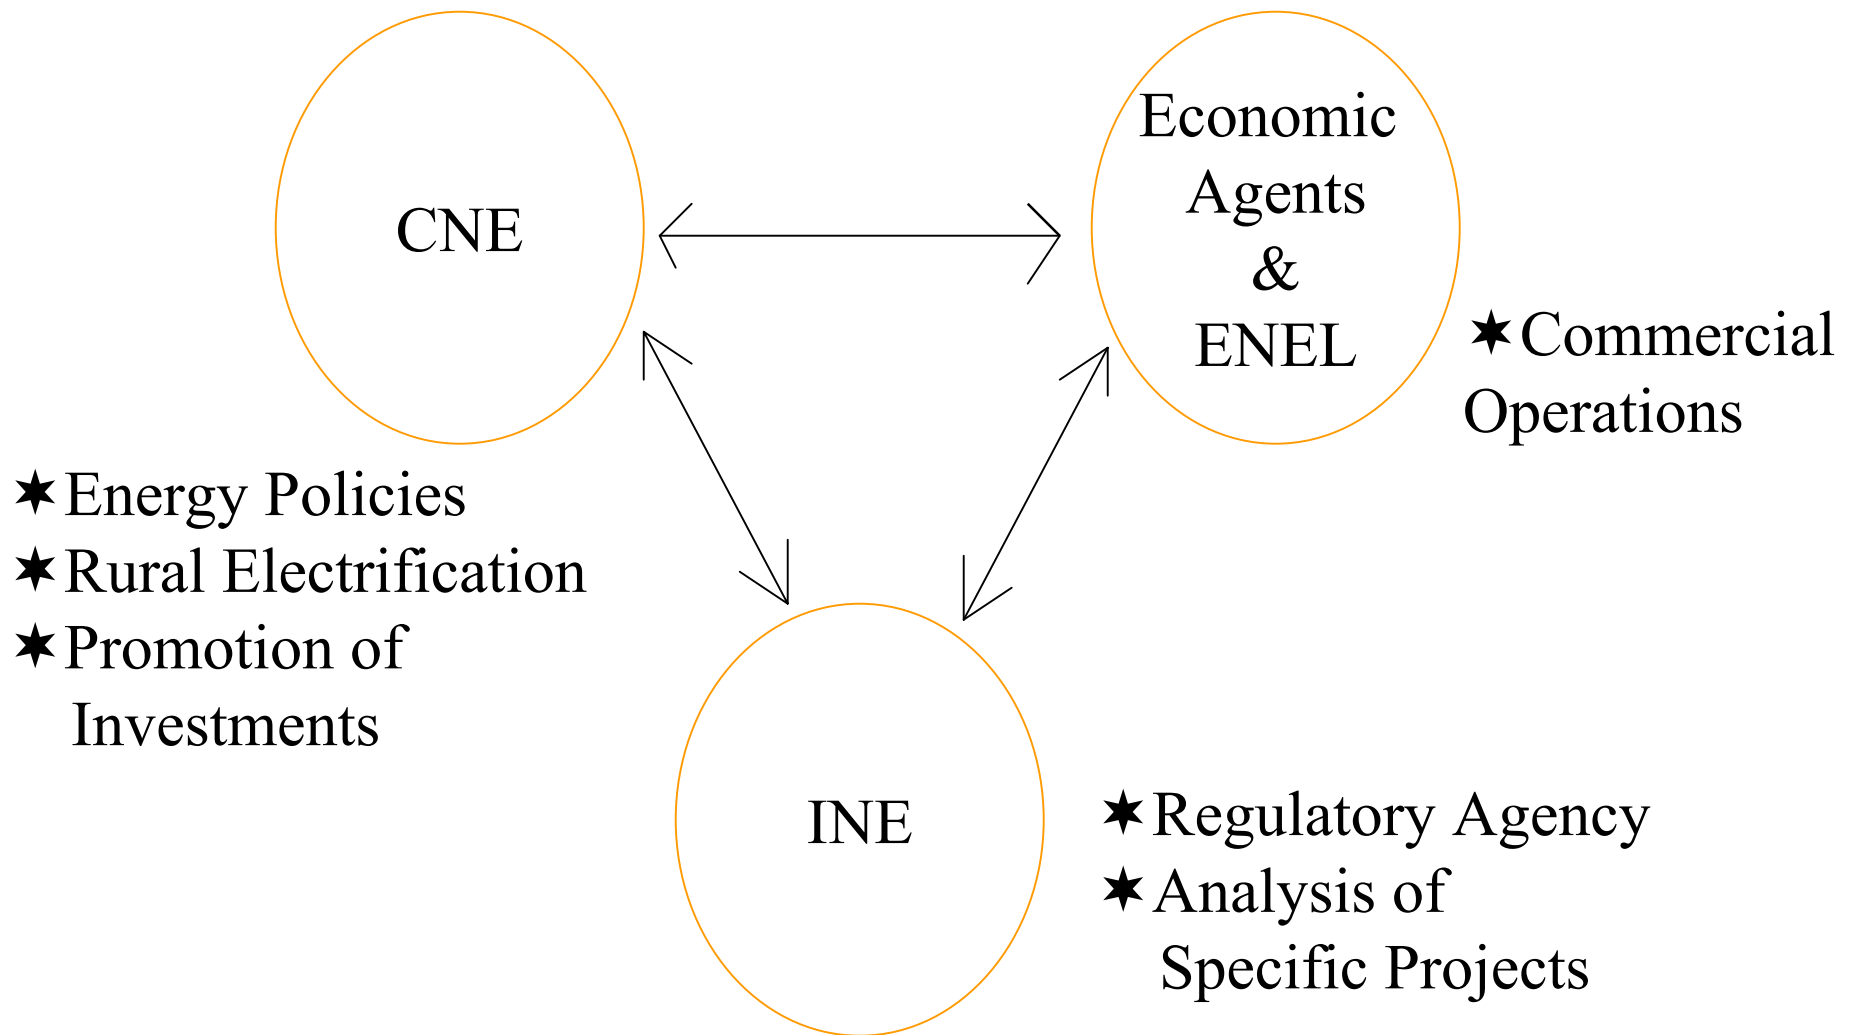 CNE
Economic
Agents
&
ENEL
✶Commercial
Operations
✶Energy Policies
✶Rural Electrification
✶Promotion of
Investments
INE
✶Regulatory Agency
✶Analysis of
Specific Projects